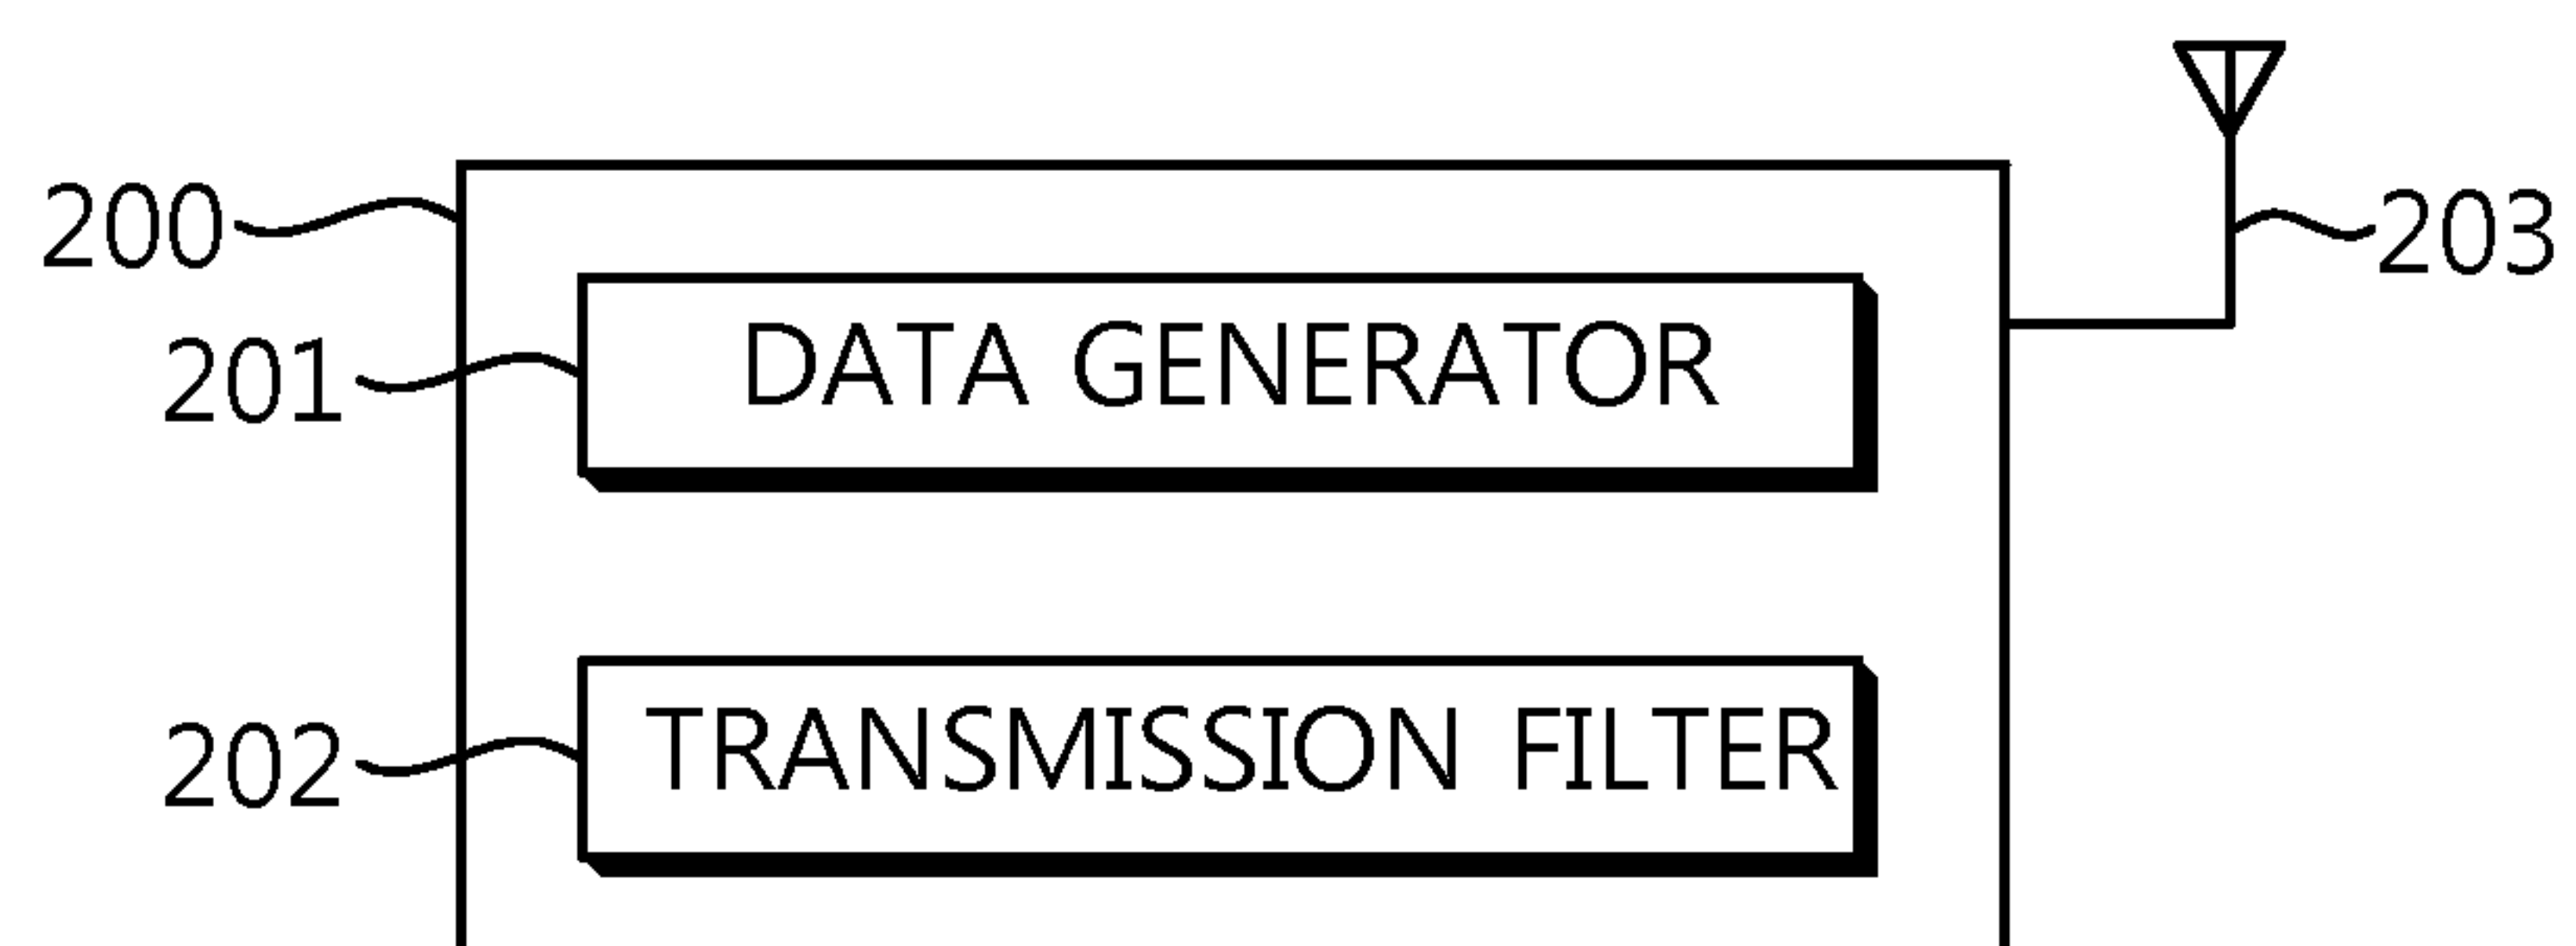 200
203
DATA GENERATOR
201
TRANSMISSION FILTER
202